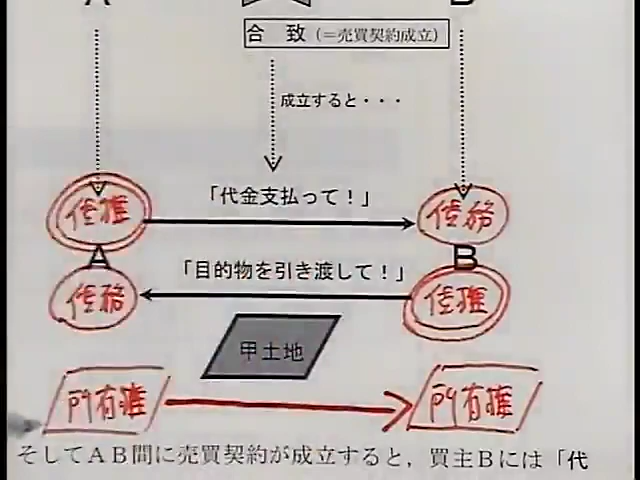 合 致（＝売買契約成立）
成立すると・・・
「代金支払って！」
債権
債務
A
B
「目的物を引き渡して！」
債務
債権
甲土地
所有権
所有権
そしてＡＢ間に売買契約が成立すると，買主Ｂには「代